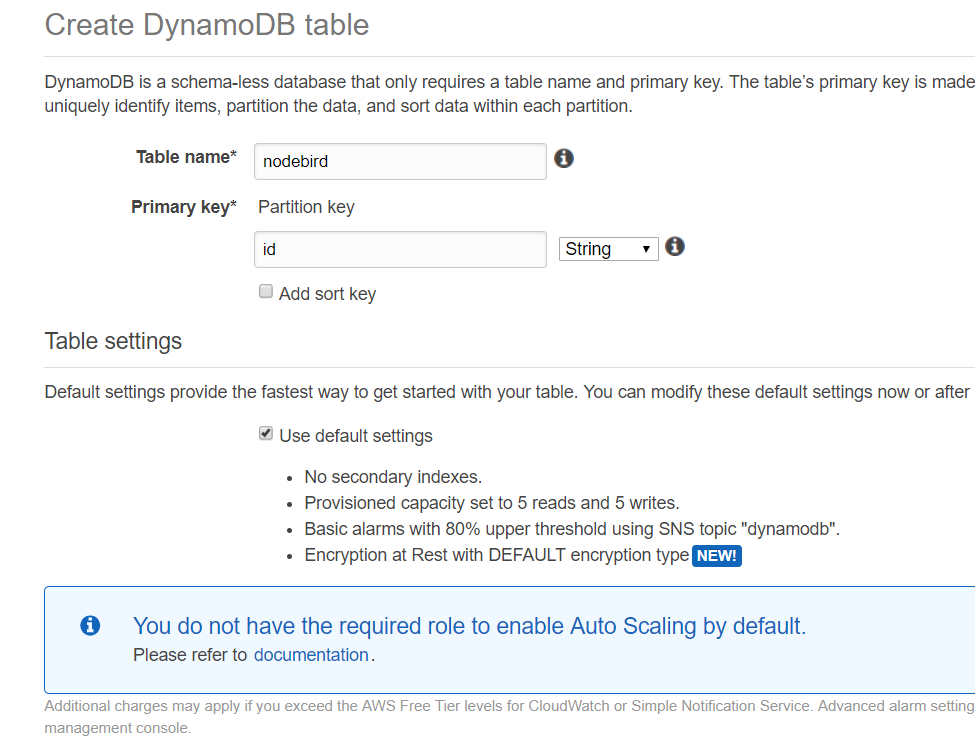 Create DynamoDB table
DynamoDB is a schema-less database that only requires a table name and primary key. The table's primary key is made
uniquely identify items, partition the data, and sort data within each partition.
Table name* nodebird
Primary key* Partition key
id String
Add sort key
Table settings
Default settings provide the fastest way to get started with your table. You can modify these default settings now or after
Use default settings
• No secondary indexes.
• Provisioned capacity set to 5 reads and 5 writes.
• Basic alarms with 80% upper threshold using SNS topic "dynamodb".
• Encryption at Rest with DEFAULT encryption type NEW!
You do not have the required role to enable Auto Scaling by default.
Please refer to documentation.
Additional charges may apply if you exceed the AWS Free Tier levels for CloudWatch or Simple Notification Service. Advanced alarm setting
management console.